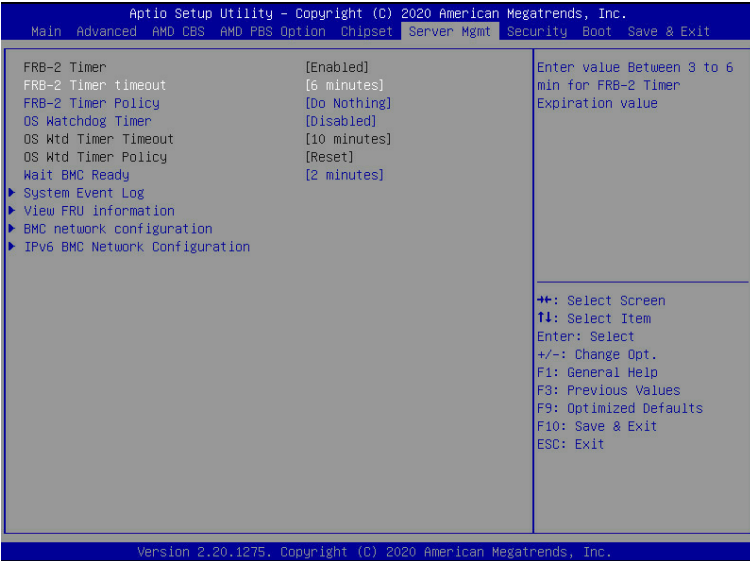 Aptio Setup Utility – Copyright (C) 2020 American Megatrends, Inc.
Main Advanced AMD CBS AMD PBS Option Chipset Server Mgmt Security Boot Save & Exit
FRB-2 Timer [Enabled]
FRB-2 Timer timeout [6 minutes]
FRB-2 Timer Policy [Do Nothing]
OS Watchdog Timer [Disabled]
OS Wtd Timer Timeout [10 minutes]
OS Wtd Timer Policy [Reset]
Wait BMC Ready [2 minutes]
System Event Log
View FRU information
BMC network configuration
IPv6 BMC Network Configuration
Enter value Between 3 to 6
min for FRB-2 Timer
Expiration value
→←: Select Screen
↑↓: Select Item
Enter: Select
+/-: Change Opt.
F1: General Help
F3: Previous Values
F9: Optimized Defaults
F10: Save & Exit
ESC: Exit
Version 2.20.1275. Copyright (C) 2020 American Megatrends, Inc.